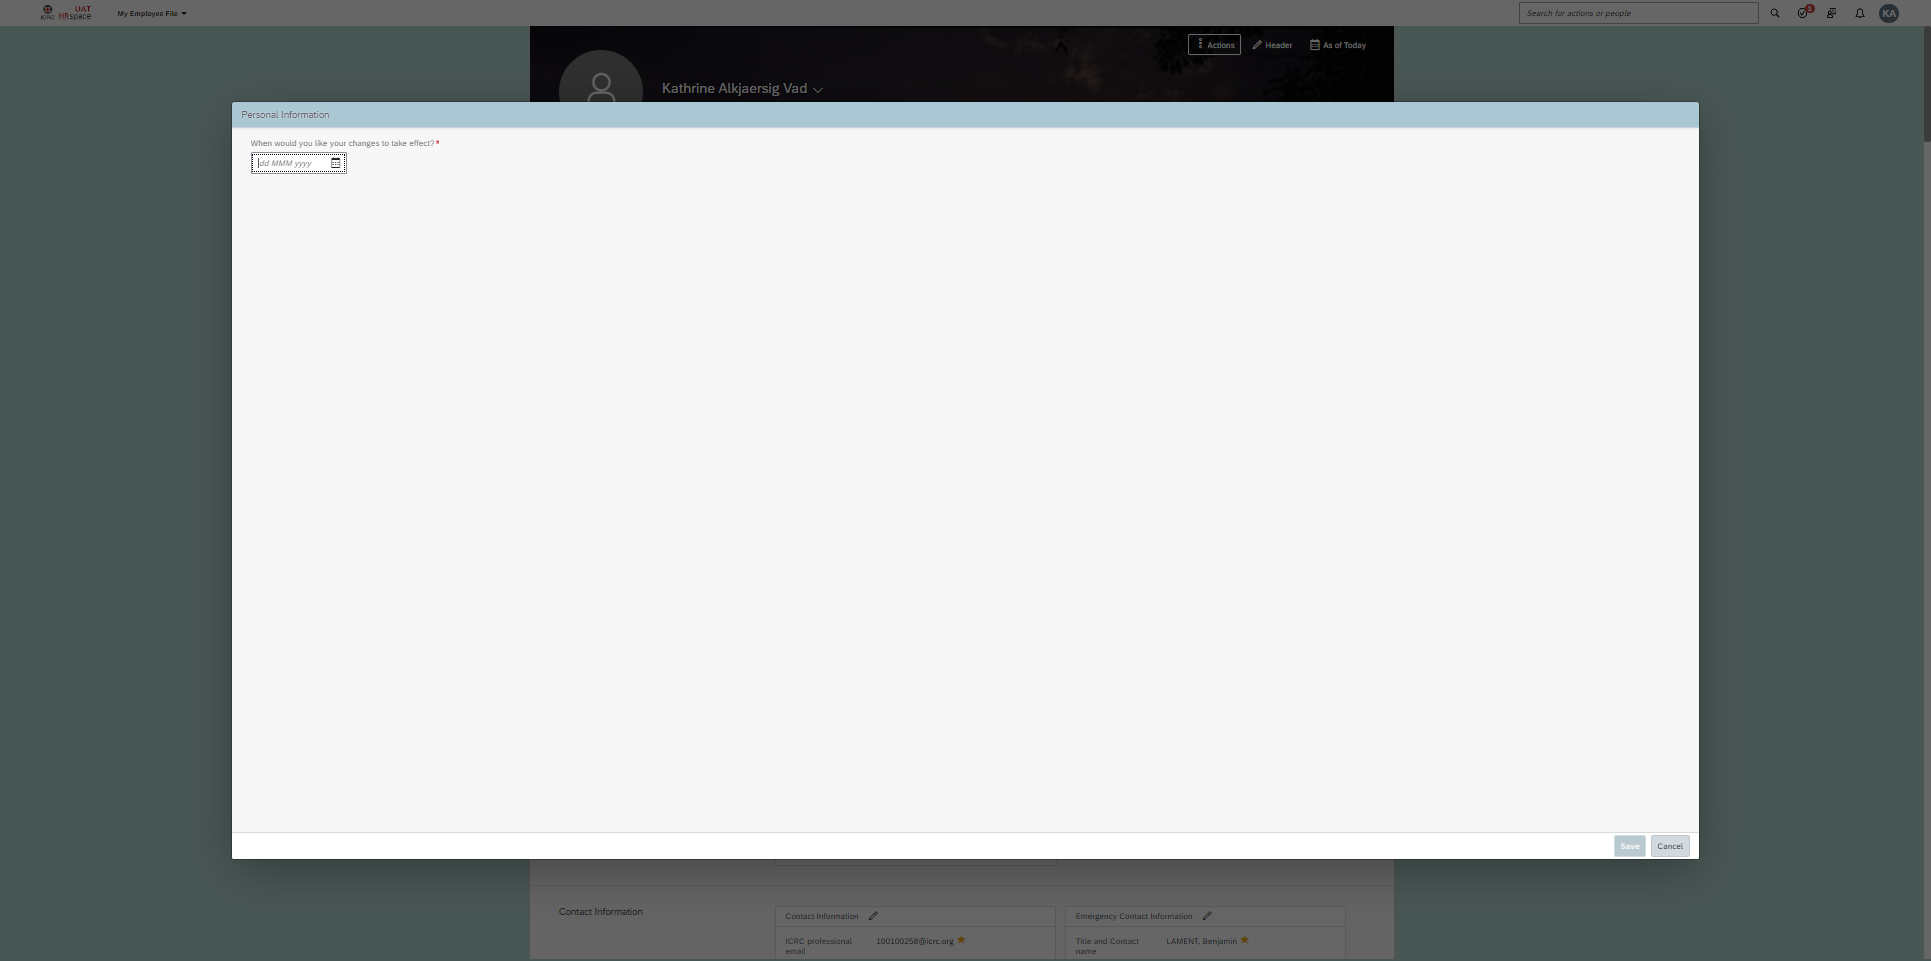 ICRC
UAT
HRspace
My Employee File
Search for actions or people
1
KA
Actions
Header
As of Today
Kathrine Alkjaersig Vad
Personal Information
When would you like your changes to take effect?*
dd MMM yyyy
Save
Cancel
Contact Information
Contact Information
ICRC professional email
100100258@icrc.org
Emergency Contact Information
Title and Contact name
LAMENT, Benjamin